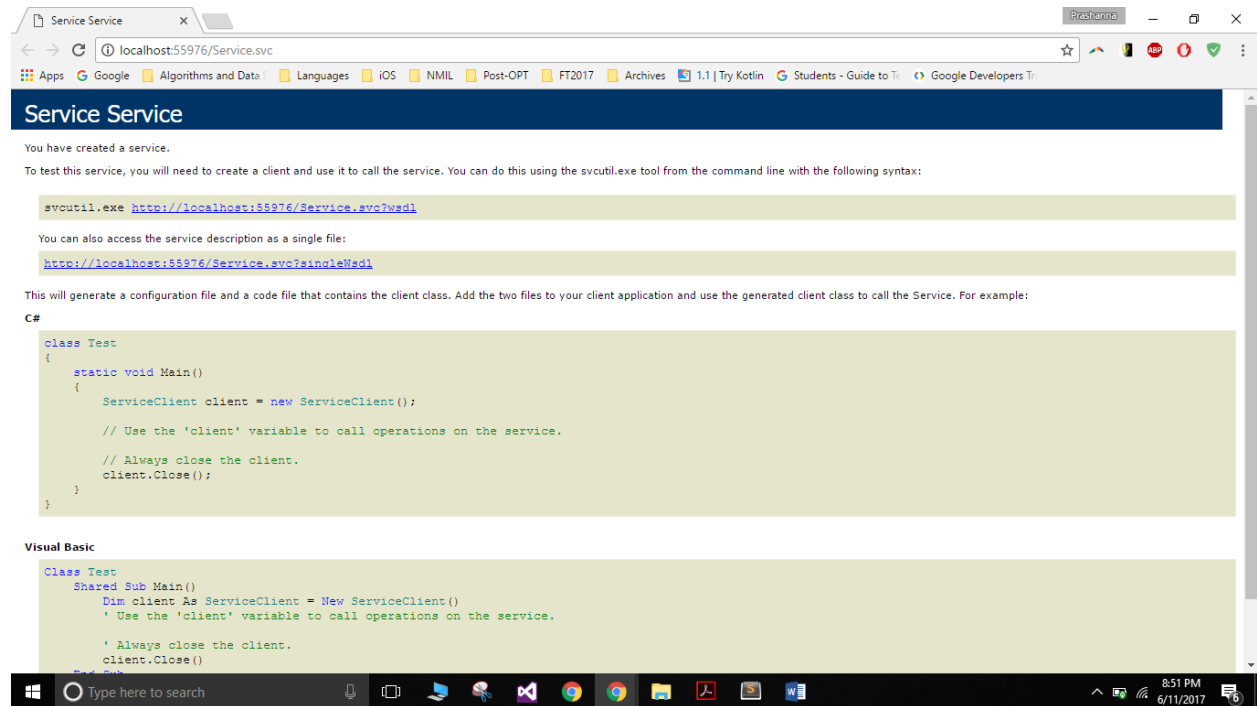 Service Service
Prashanna
localhost:55976/Service.svc
ABP
Apps Google Algorithms and Data S Languages iOS NMIL Post-OPT FT2017 Archives 1.1 | Try Kotlin Students - Guide to Te Google Developers Tra
Service Service
You have created a service.
To test this service, you will need to create a client and use it to call the service. You can do this using the svcutil.exe tool from the command line with the following syntax:
svcutil.exe http://localhost:55976/Service.svc?wsdl
You can also access the service description as a single file:
http://localhost:55976/Service.svc?singleWsdl
This will generate a configuration file and a code file that contains the client class. Add the two files to your client application and use the generated client class to call the Service. For example:
C#
class Test
{
static void Main()
{
ServiceClient client = new ServiceClient();
// Use the 'client' variable to call operations on the service.
// Always close the client.
client.Close();
}
}
Visual Basic
Class Test
Shared Sub Main()
Dim client As ServiceClient = New ServiceClient()
' Use the 'client' variable to call operations on the service.
' Always close the client.
client.Close()
End Sub
Type here to search
8:51 PM
6/11/2017
6